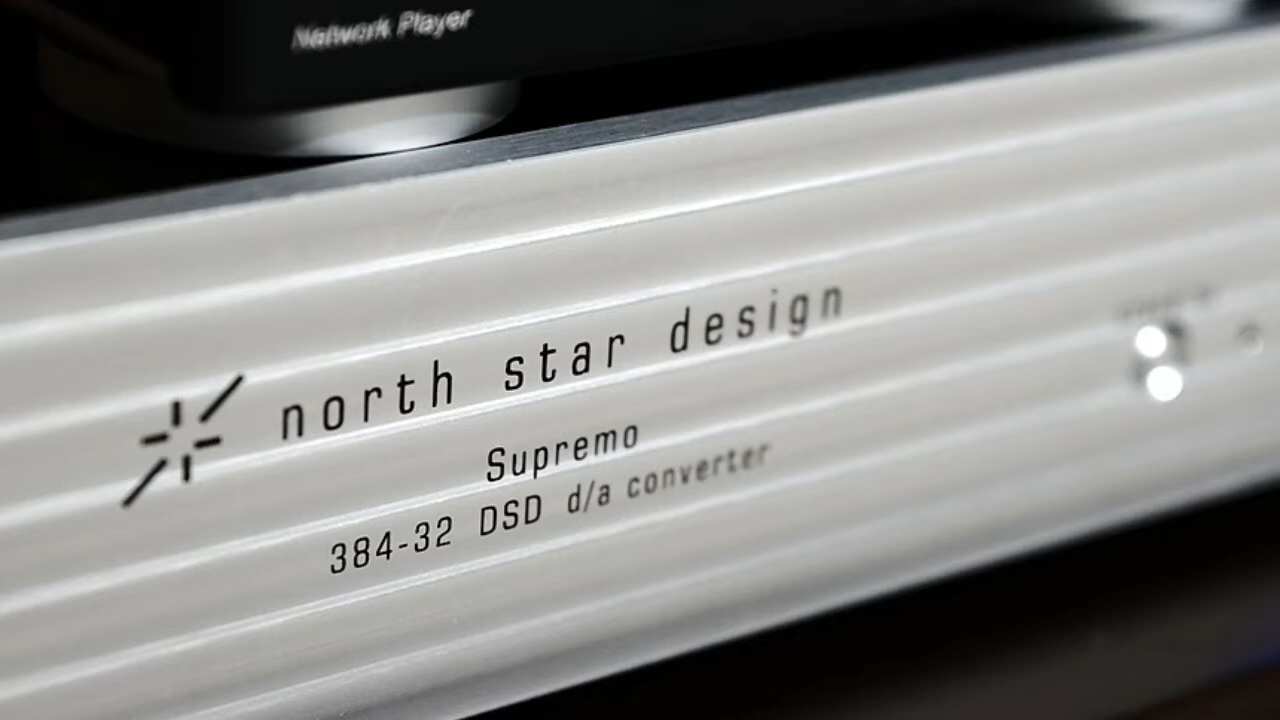 Network Player
north star design
Supremo
384-32 DSD d/a converter